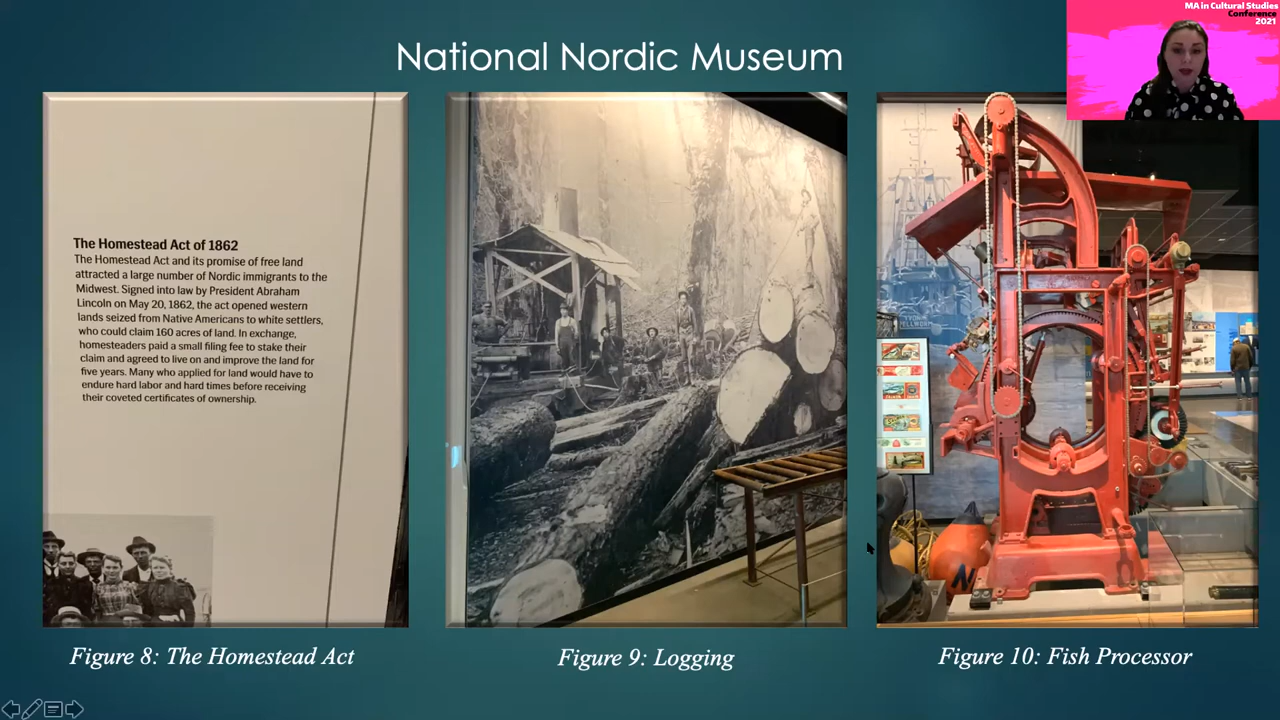 MA in Cultural Studies
Conference
2021
National Nordic Museum
The Homestead Act of 1862
The Homestead Act and its promise of free land
attracted a large number of Nordic immigrants to the
Midwest. Signed into law by President Abraham
Lincoln on May 20, 1862, the act opened western
lands seized from Native Americans to white settlers,
who could claim 160 acres of land. In exchange,
homesteaders paid a small filing fee to stake their
claim and agreed to live on and improve the land for
five years. Many who applied for land would have to
endure hard labor and hard times before receiving
their coveted certificates of ownership.
N
Figure 8: The Homestead Act
Figure 9: Logging
Figure 10: Fish Processor